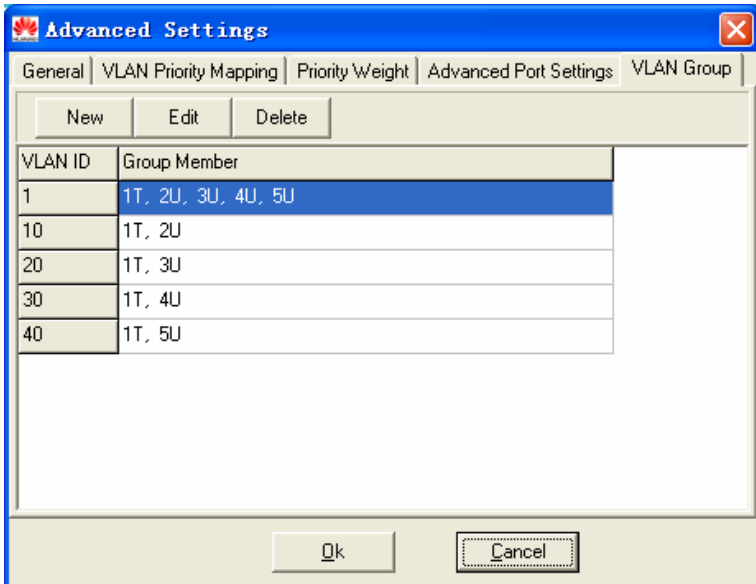 Advanced Settings
General VLAN Priority Mapping Priority Weight Advanced Port Settings VLAN Group
New Edit Delete
VLAN ID Group Member
1 1T, 2U, 3U, 4U, 5U
10 1T, 2U
20 1T, 3U
30 1T, 4U
40 1T, 5U
Ok Cancel